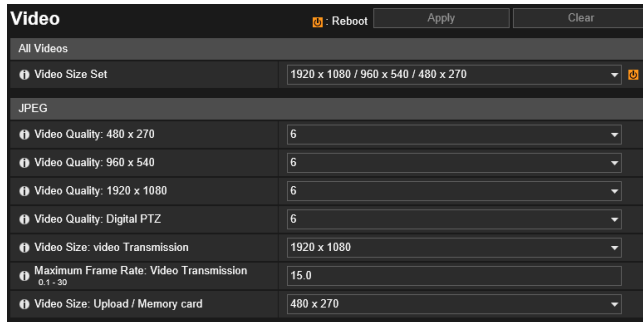 Video
: Reboot
Apply
Clear
All Videos
Video Size Set
1920 x 1080 / 960 x 540 / 480 x 270
JPEG
Video Quality: 480 x 270
6
Video Quality: 960 x 540
6
Video Quality: 1920 x 1080
6
Video Quality: Digital PTZ
6
Video Size: video Transmission
1920 x 1080
Maximum Frame Rate: Video Transmission
0.1 - 30
15.0
Video Size: Upload / Memory card
480 x 270